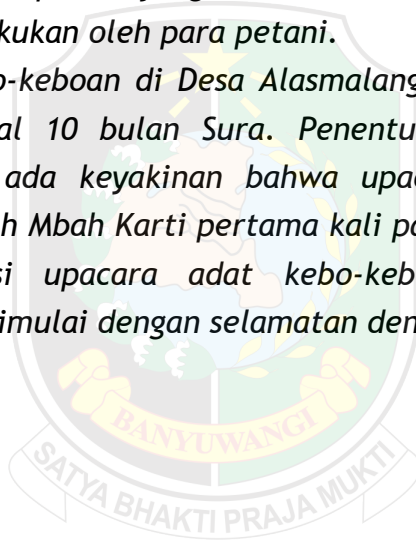 kukan oleh para petani.
o-keboan di Desa Alasmalang
al 10 bulan Sura. Penentu
ada keyakinan bahwa upac
h Mbah Karti pertama kali pa
si upacara adat kebo-keb
imulai dengan selamatan den
BANYUWANGI
SATYA BHAKTI PRAJA MUKTI